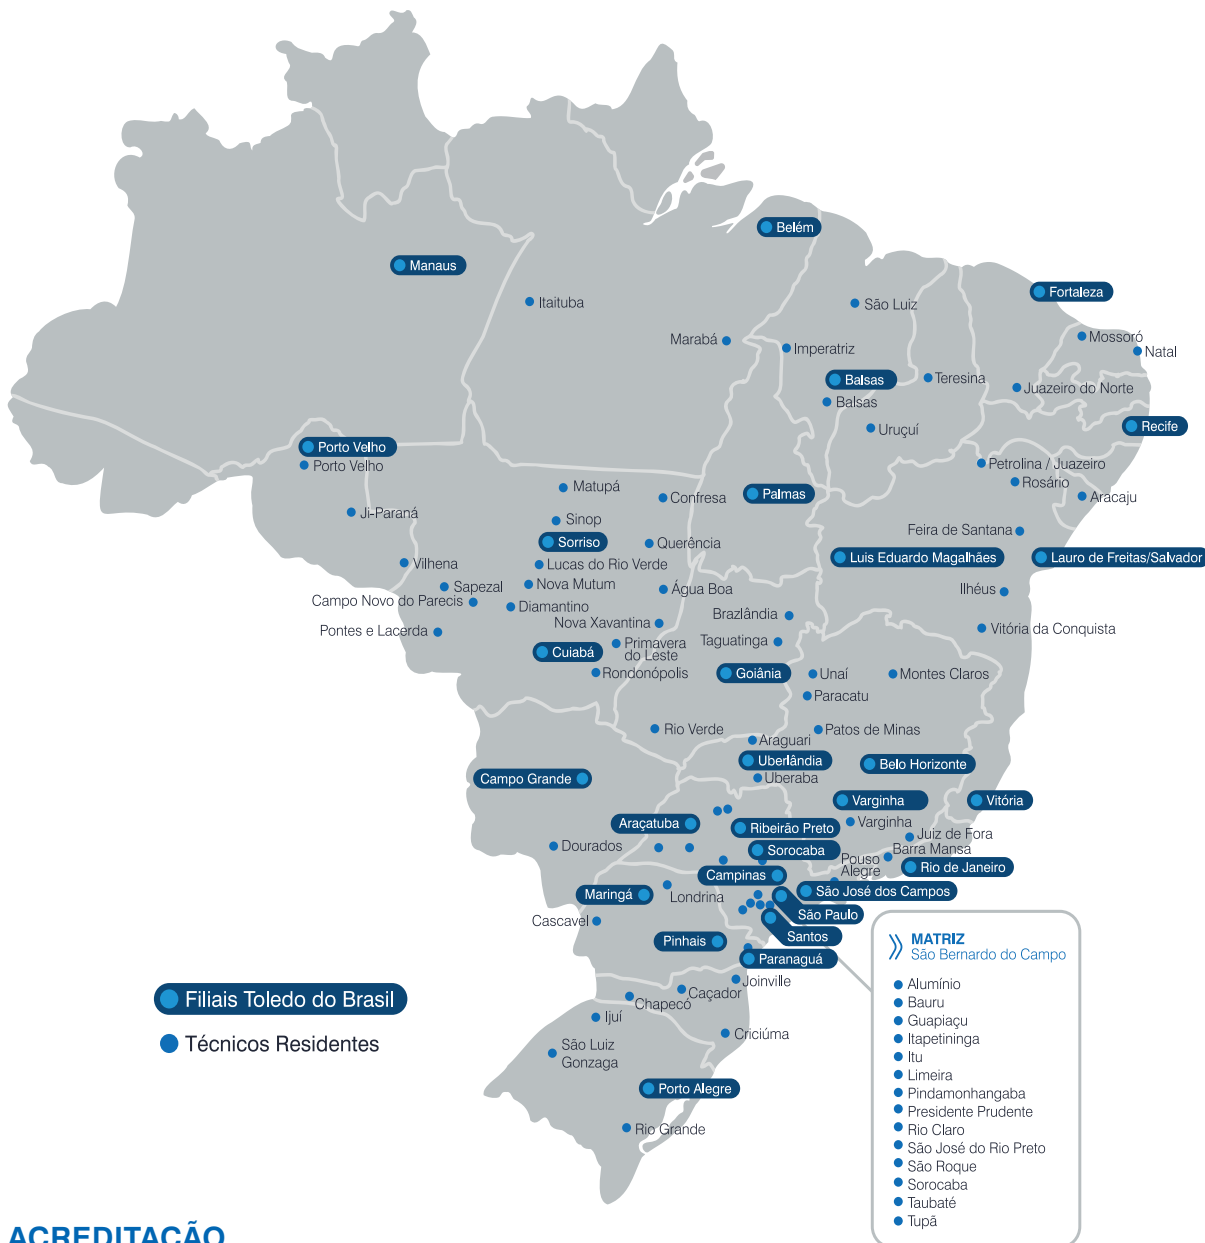 Belém
Manaus
Fortaleza
Itaituba
São Luiz
Mossoró
Marabá
Imperatriz
Natal
Balsas
Teresina
Juazeiro do Norte
Balsas
Uruçuí
Recife
Porto Velho
Porto Velho
Petrolina / Juazeiro
Rosário
Matupá
Confresa
Palmas
Aracaju
Ji-Paraná
Sinop
Feira de Santana
Sorriso
Querência
Luis Eduardo Magalhães
Lauro de Freitas/Salvador
Vilhena
Lucas do Rio Verde
Sapezal
Nova Mutum
Água Boa
Ilhéus
Campo Novo do Parecis
Diamantino
Brazlândia
Nova Xavantina
Pontes e Lacerda
Vitória da Conquista
Taguatinga
Cuiabá
Primavera
do Leste
Rondonópolis
Goiânia
Unaí
Montes Claros
Paracatu
Rio Verde
Patos de Minas
Araguari
Uberlândia
Belo Horizonte
Campo Grande
Uberaba
Varginha
Vitória
Araçatuba
Ribeirão Preto
Varginha
Juiz de Fora
Dourados
Sorocaba
Barra Mansa
Pouso
Alegre
Rio de Janeiro
Campinas
Maringá
Londrina
São José dos Campos
São Paulo
Cascavel
Santos
Pinhais
Paranaguá
Joinville
Caçador
Chapecó
Ijuí
Criciúma
São Luiz
Gonzaga
Porto Alegre
Rio Grande
Filiais Toledo do Brasil
Técnicos Residentes
MATRIZ
São Bernardo do Campo
Alumínio
Bauru
Guapiaçu
Itapetininga
Itu
Limeira
Pindamonhangaba
Presidente Prudente
Rio Claro
São José do Rio Preto
São Roque
Sorocaba
Taubaté
Tupã
ACREDITAÇÃO